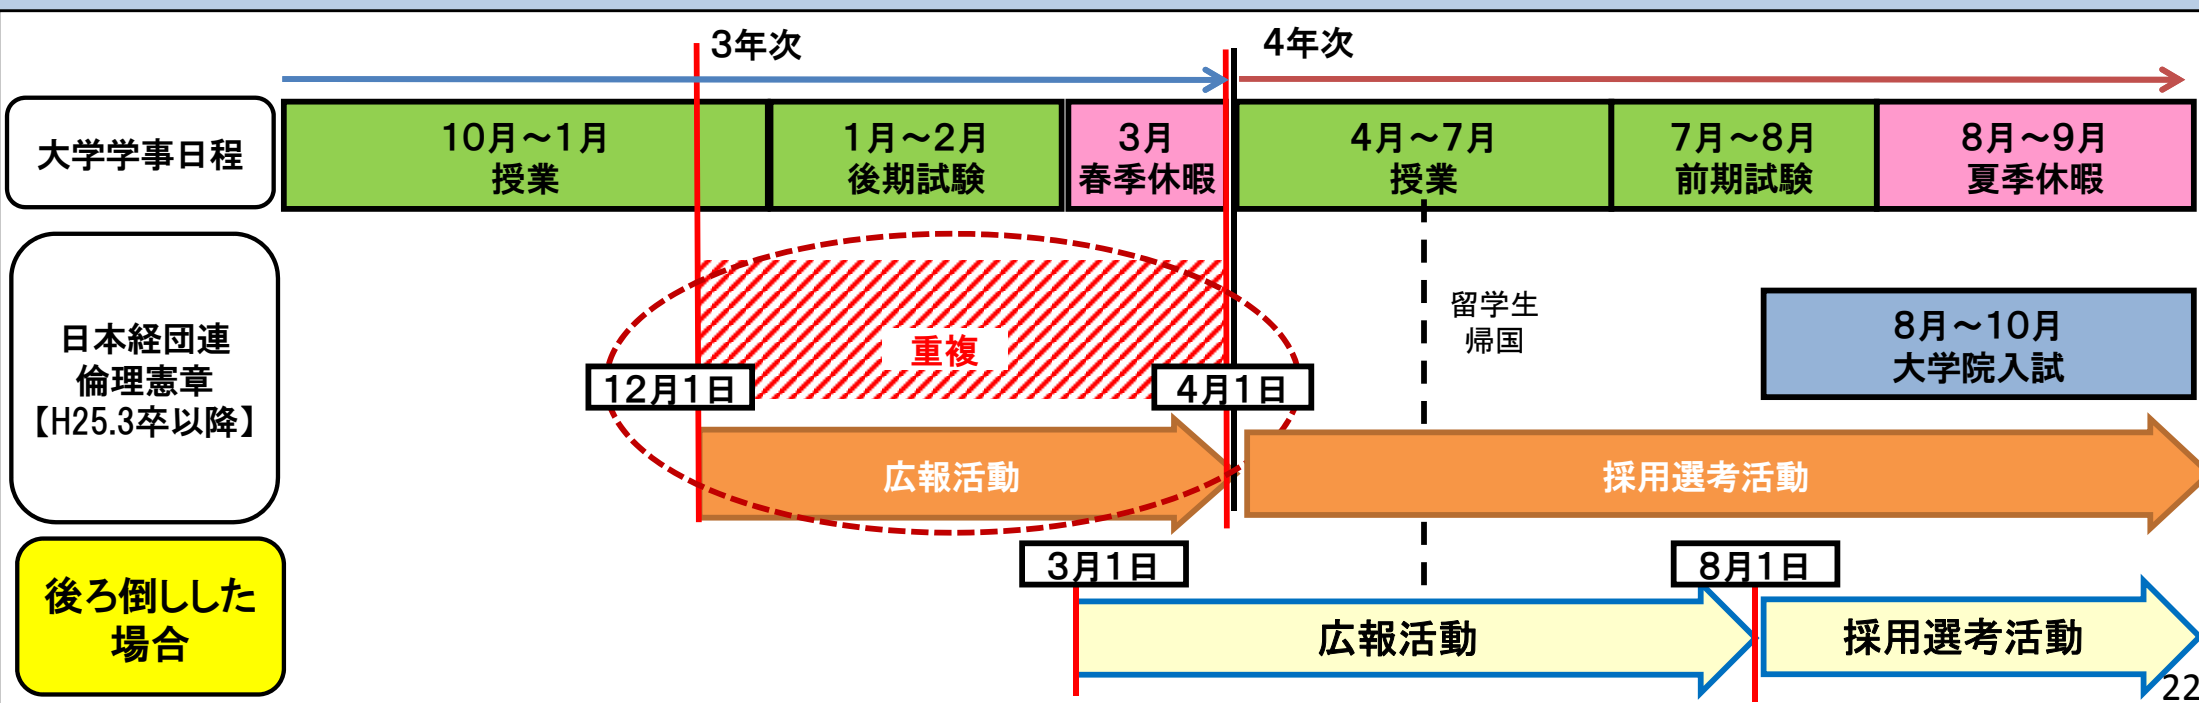 3年次
4年次
大学学事日程
10月～1月
授業
1月～2月
後期試験
3月
春季休暇
4月～7月
授業
7月～8月
前期試験
8月～9月
夏季休暇
日本経団連
倫理憲章
【H25.3卒以降】
重複
12月1日
4月1日
留学生
帰国
8月～10月
大学院入試
広報活動
採用選考活動
後ろ倒しした
場合
3月1日
8月1日
広報活動
採用選考活動
22